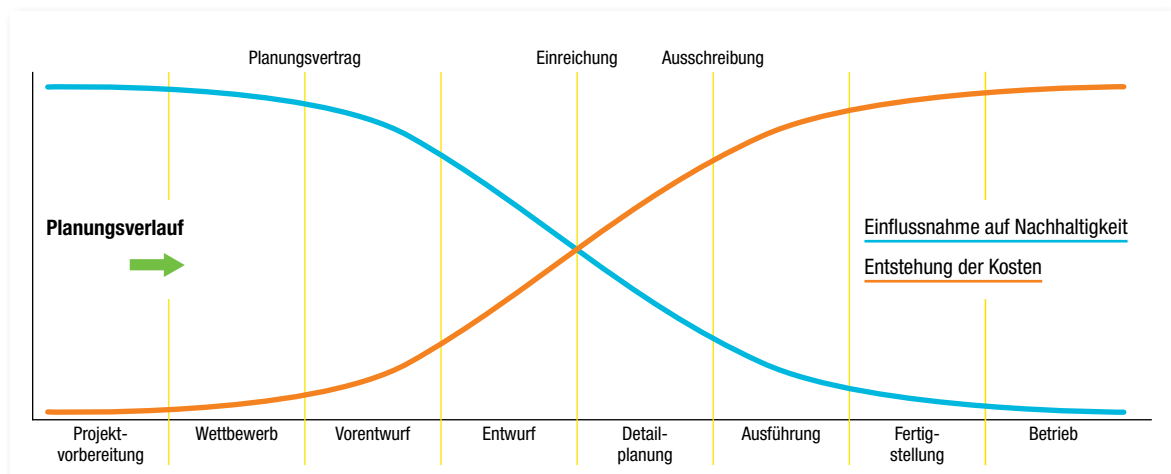 Planungsvertrag
Einreichung
Ausschreibung
Planungsverlauf
Einflussnahme auf Nachhaltigkeit
Entstehung der Kosten
Projekt-
vorbereitung
Wettbewerb
Vorentwurf
Entwurf
Detail-
planung
Ausführung
Fertig-
stellung
Betrieb